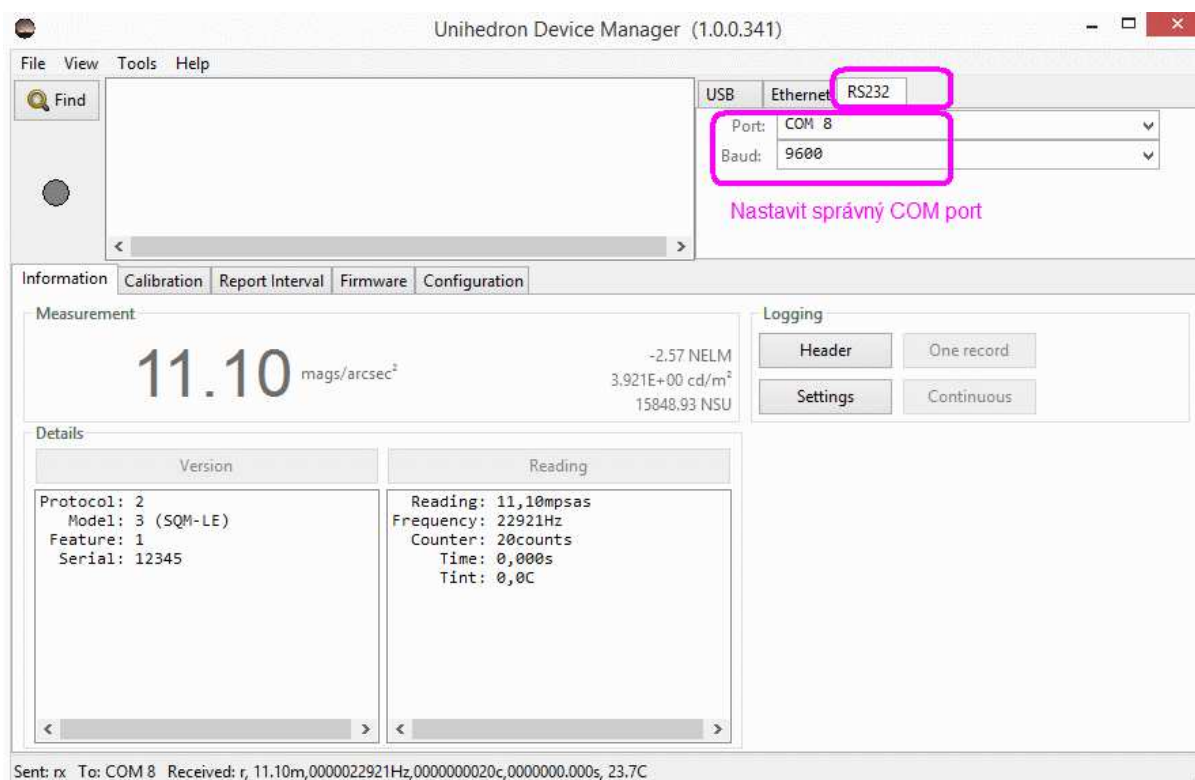 Unihedron Device Manager (1.0.0.341)
File View Tools Help
Find
USB Ethernet RS232
Port: COM 8
Baud: 9600
Nastavit správný COM port
Information Calibration Report Interval Firmware Configuration
Measurement
11.10 mags/arcsec²
-2.57 NELM
3.921E+00 cd/m²
15848.93 NSU
Logging
Header One record
Settings Continuous
Details
Version
Protocol: 2
Model: 3 (SQM-LE)
Feature: 1
Serial: 12345
Reading
Reading: 11,10mpsas
Frequency: 22921Hz
Counter: 20counts
Time: 0,000s
Tint: 0,0C
Sent: rx To: COM 8 Received: r, 11.10m,0000022921Hz,0000000020c,0000000.000s, 23.7C